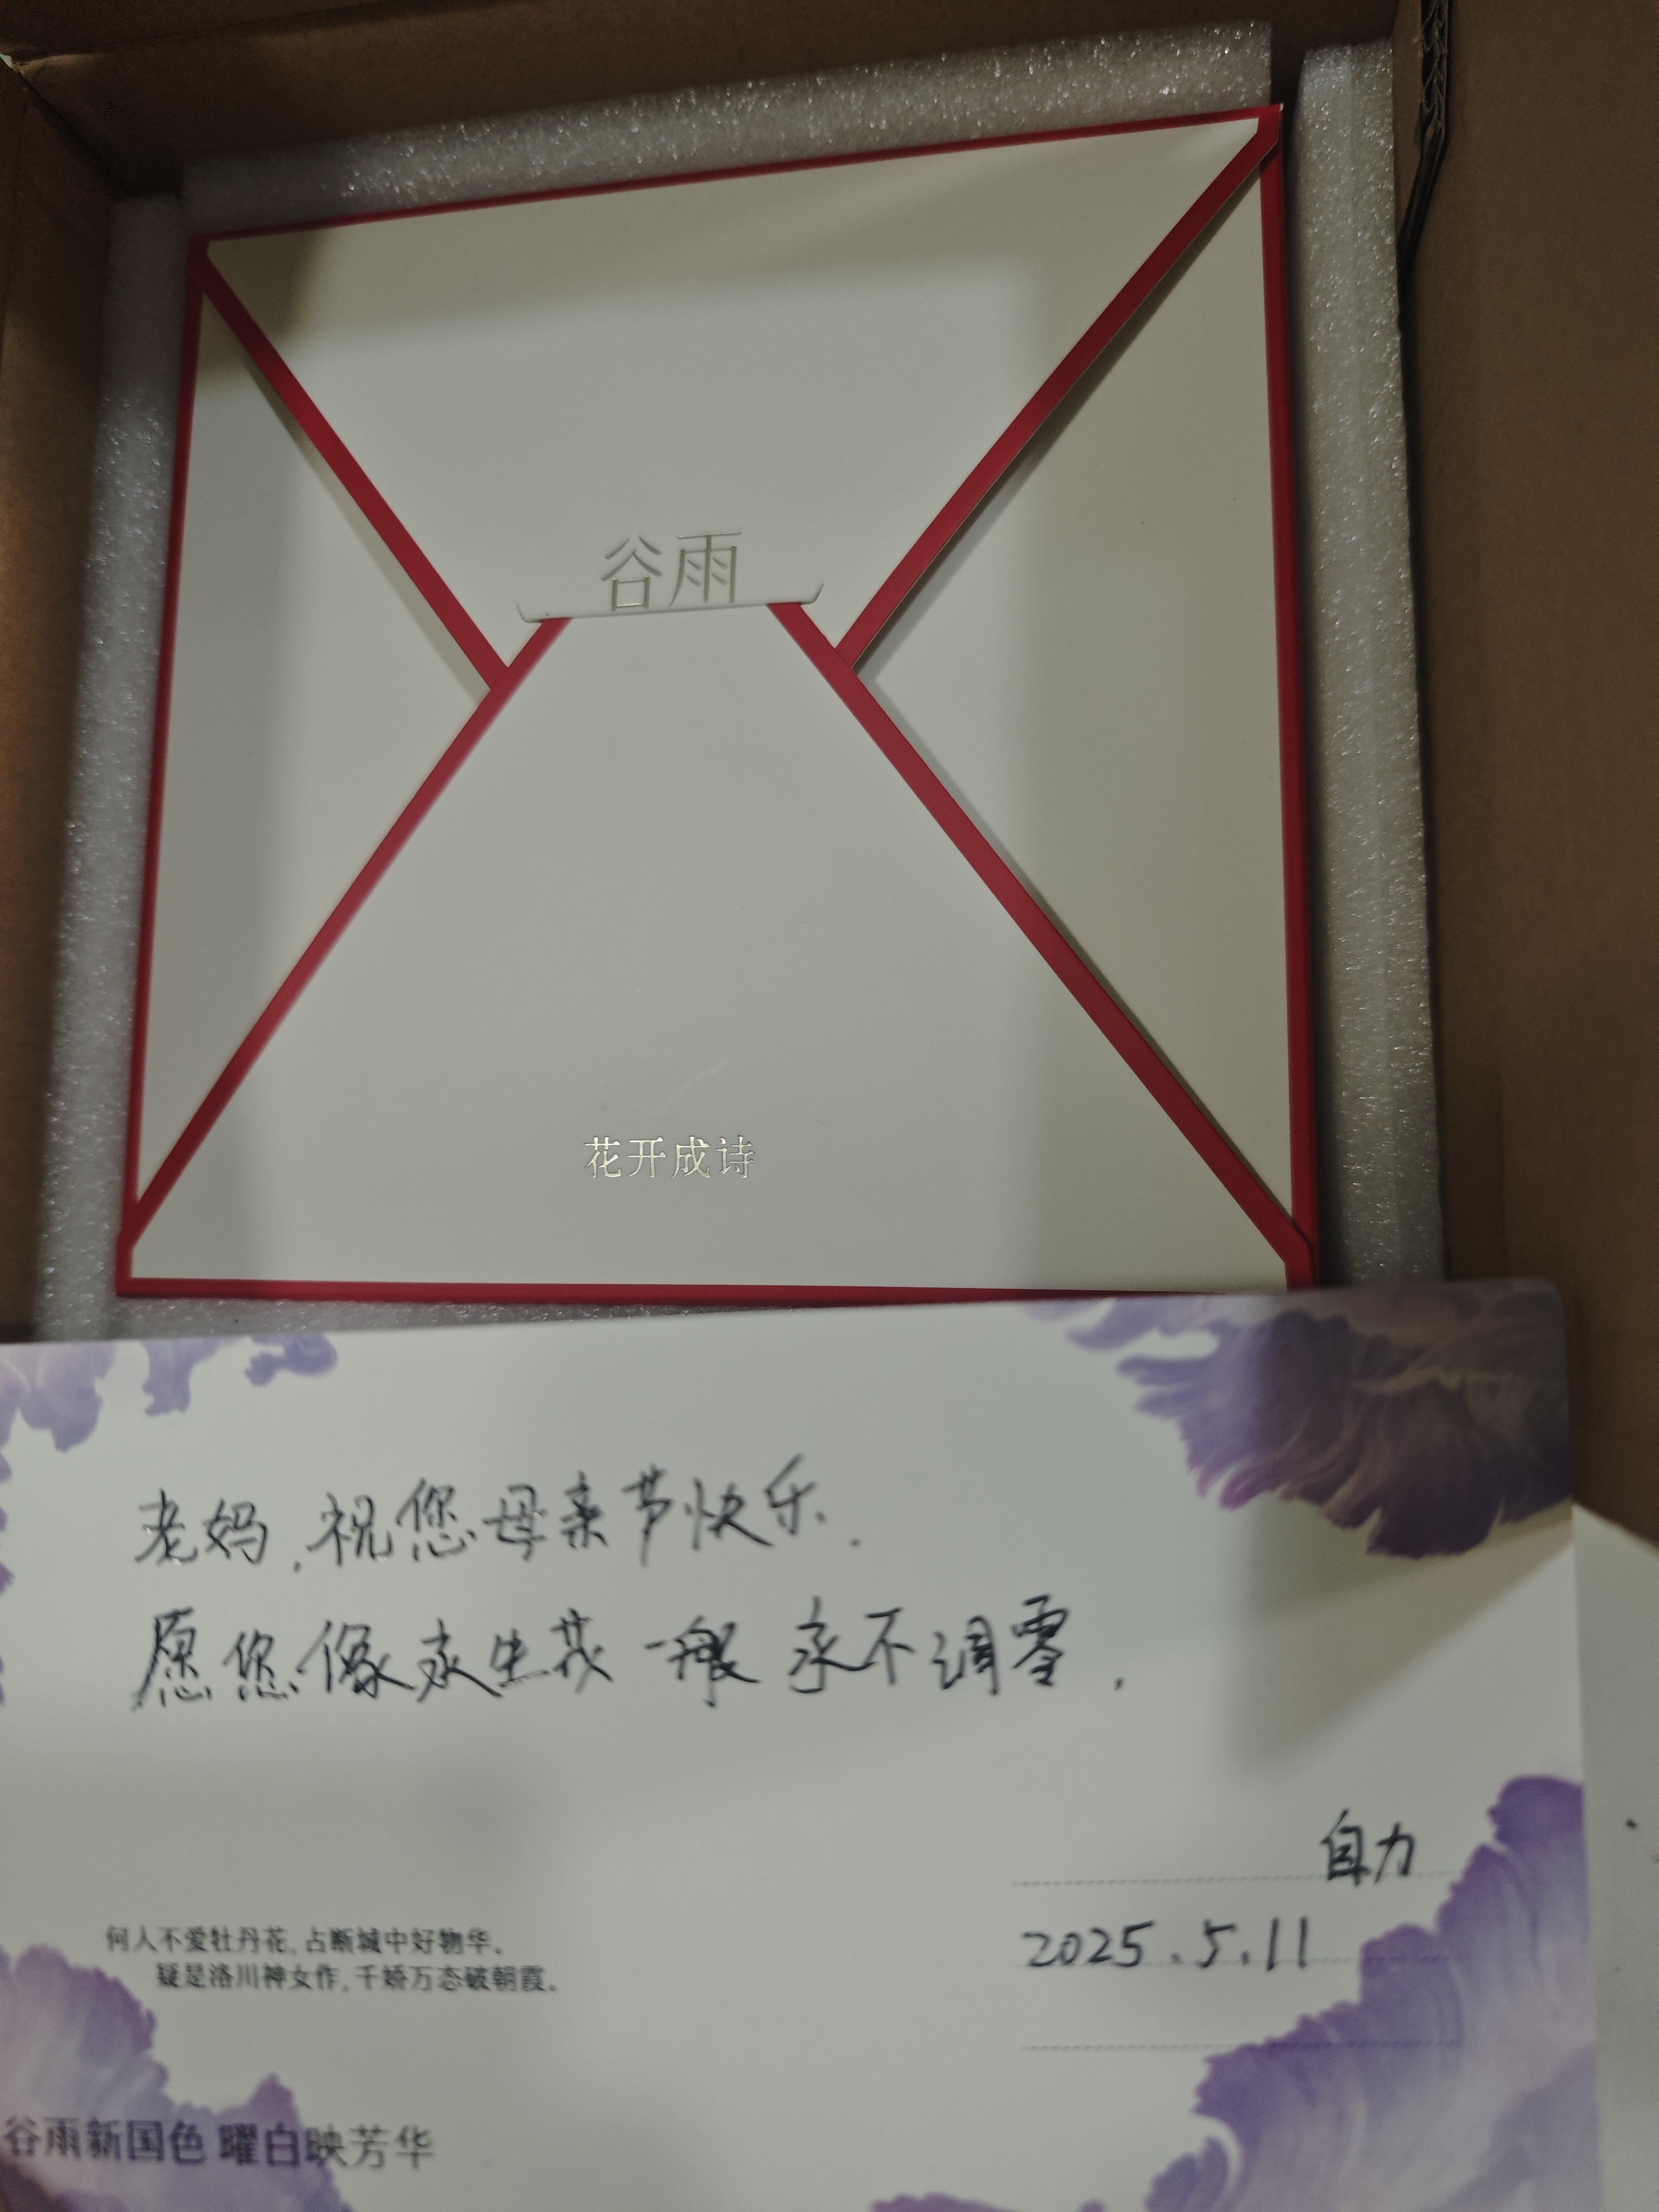 谷雨
花开成诗
老妈,祝您母亲节快乐.
愿您像永生花一般永不调零,
自力
2025.5.11
何人不爱牡丹花,占断城中好物华。
疑是洛川神女作,千娇万态破朝霞。
谷雨新国色 曜白映芳华